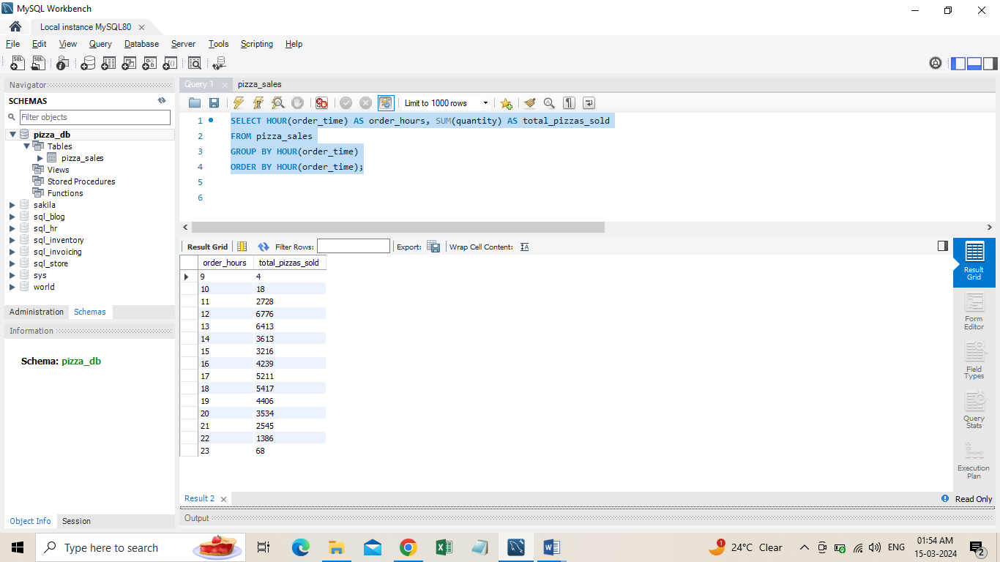 MySQL Workbench
Local instance MySQL80
File Edit View Query Database Server Tools Scripting Help
Navigator
SCHEMAS
Filter objects
pizza_db
Tables
pizza_sales
Views
Stored Procedures
Functions
sakila
sql_blog
sql_hr
sql_inventory
sql_invoicing
sql_store
sys
world
Administration Schemas
Information
Schema: pizza_db
Object Info Session
Query 1 pizza_sales
Limit to 1000 rows
1 SELECT HOUR(order_time) AS order_hours, SUM(quantity) AS total_pizzas_sold
2 FROM pizza_sales
3 GROUP BY HOUR(order_time)
4 ORDER BY HOUR(order_time);
5
6
Result Grid Filter Rows: Export: Wrap Cell Content:
order_hours total_pizzas_sold
9 4
10 18
11 2728
12 6776
13 6413
14 3613
15 3216
16 4239
17 5211
18 5417
19 4406
20 3534
21 2545
22 1386
23 68
Result
Grid
Form
Editor
Field
Types
Query
Stats
Execution
Plan
Result 2
Read Only
Output
Type here to search
1
24°C Clear
ENG
01:54 AM
15-03-2024
2